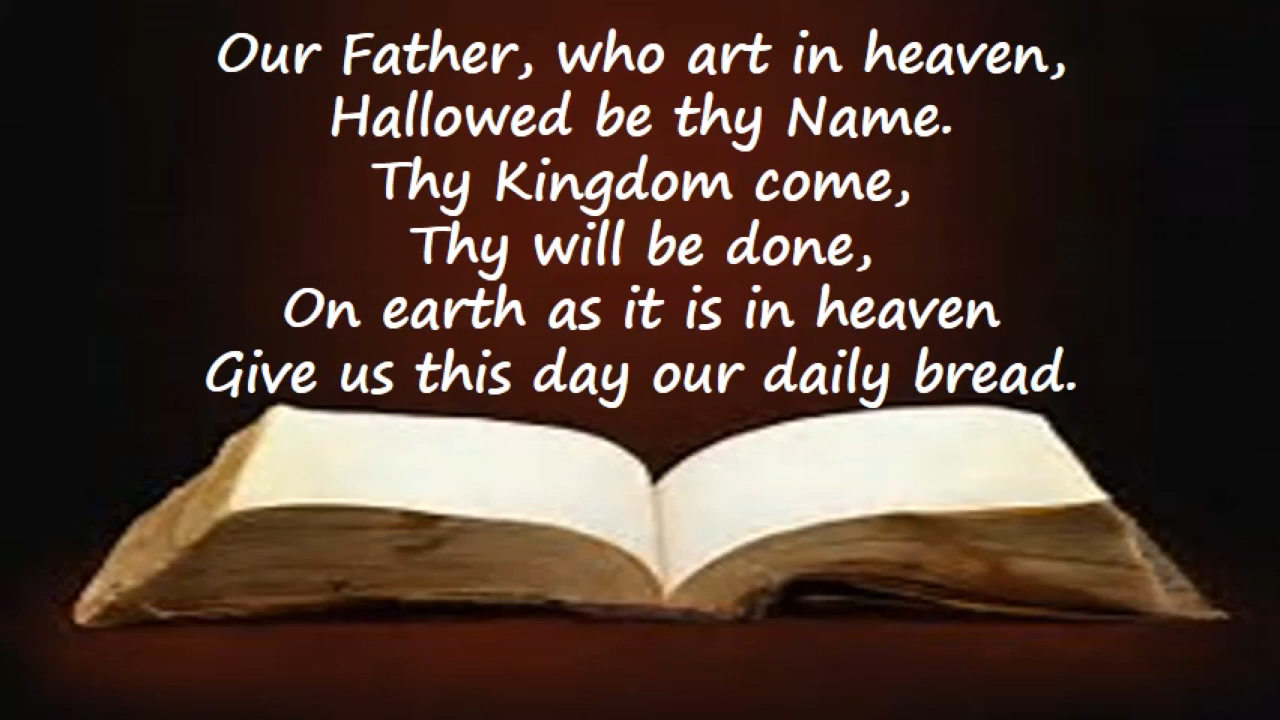 Our Father, who art in heaven,
Hallowed be thy Name.
Thy Kingdom come,
Thy will be done,
On earth as it is in heaven
Give us this day our daily bread.